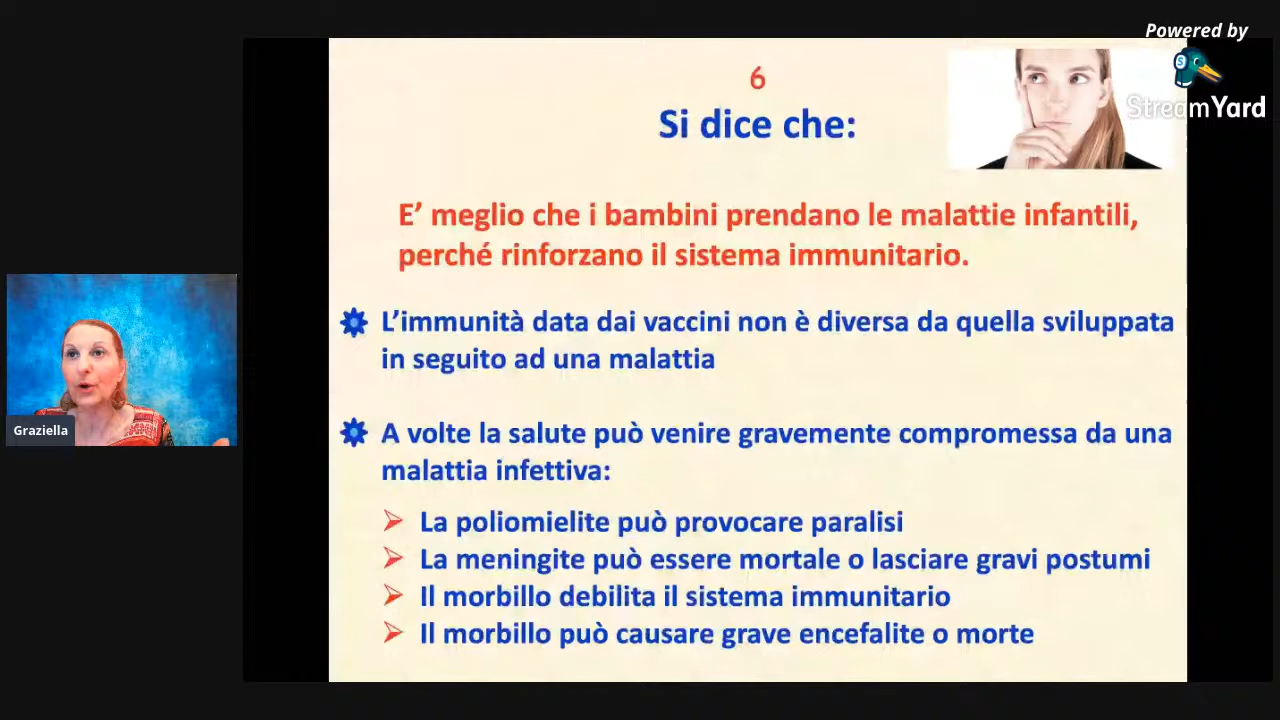 Powered by
StreamYard
6
Si dice che:
E' meglio che i bambini prendano le malattie infantili,
perché rinforzano il sistema immunitario.
L'immunità data dai vaccini non è diversa da quella sviluppata
in seguito ad una malattia
A volte la salute può venire gravemente compromessa da una
malattia infettiva:
La poliomielite può provocare paralisi
La meningite può essere mortale o lasciare gravi postumi
Il morbillo debilita il sistema immunitario
Il morbillo può causare grave encefalite o morte
Graziella